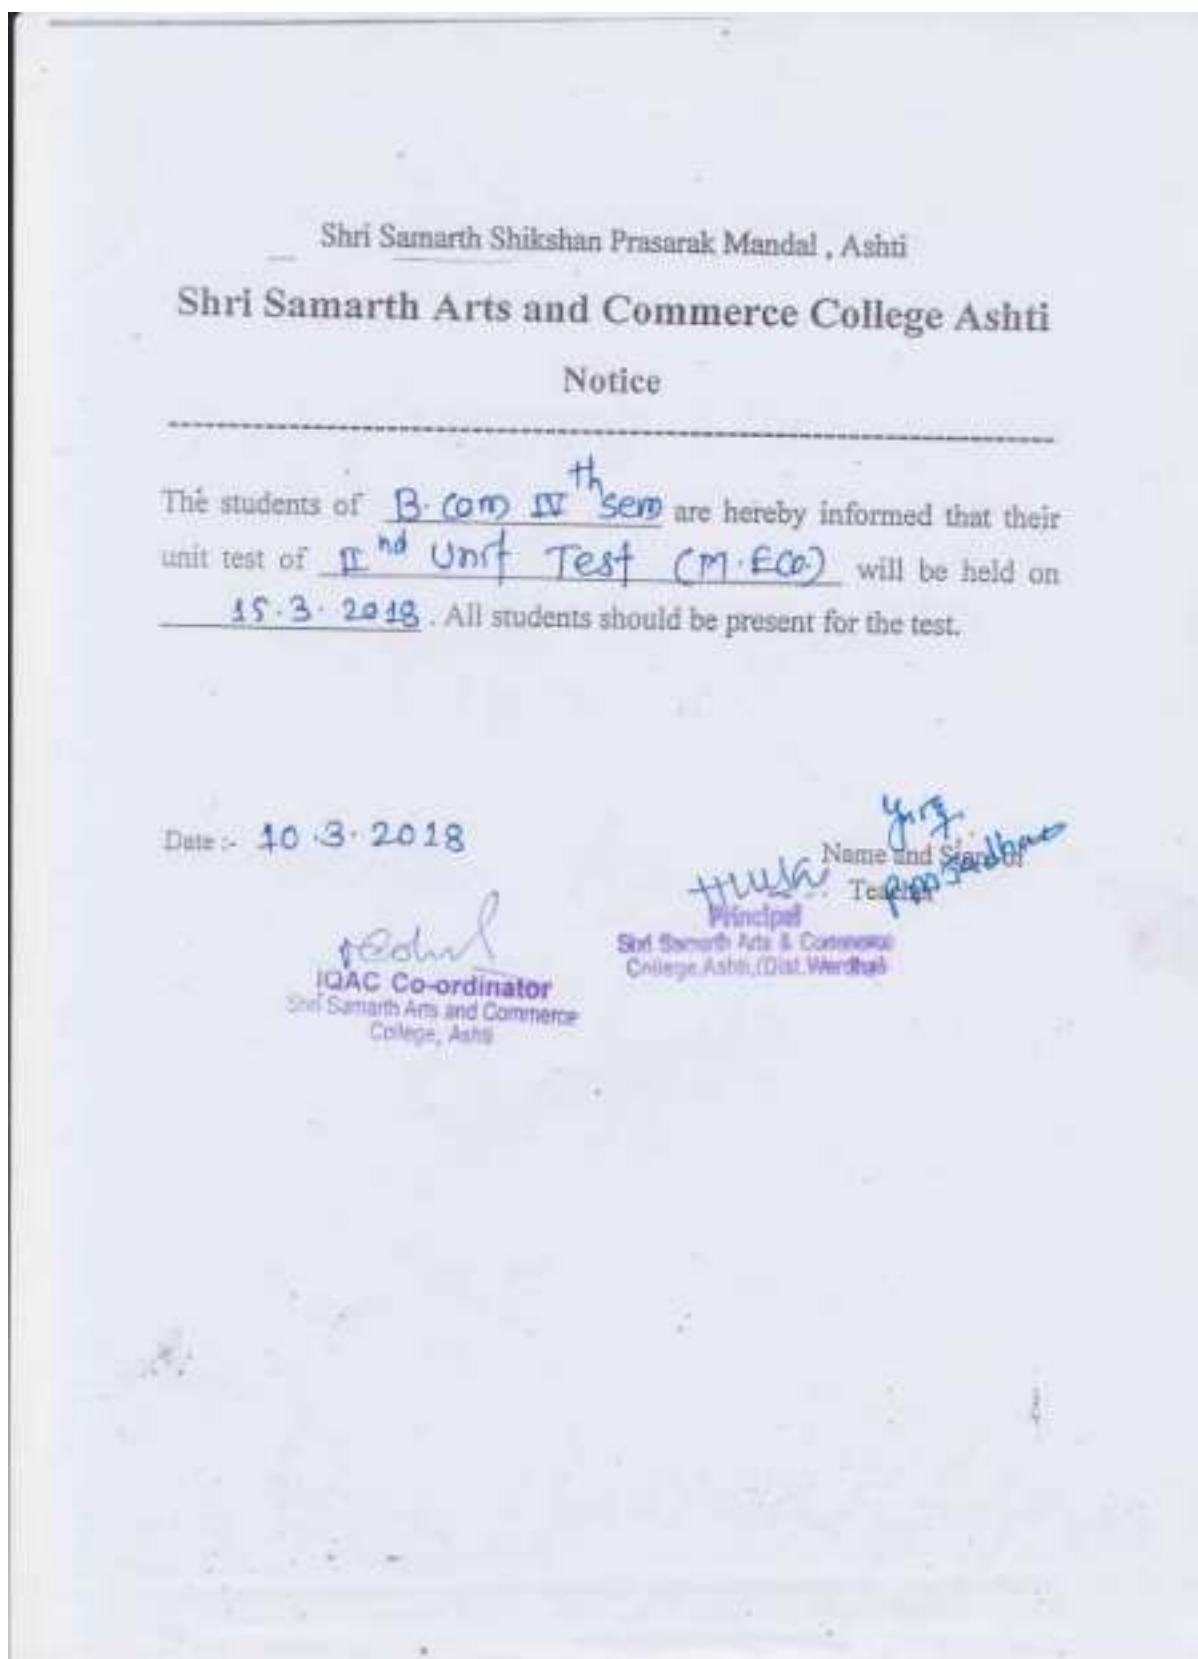 Shri Samarth Shikshan Prasarak Mandal , Ashti
Shri Samarth Arts and Commerce College Ashti
Notice
The students of B. com IV th sem are hereby informed that their
unit test of II nd Unit Test (M.ECO.) will be held on
15.3.2018 . All students should be present for the test.
Date :- 10.3.2018
Name and Sign of
Teacher
Principal
Shri Samarth Arts & Commerce
College,Ashti,(Dist.Wardha)
IQAC Co-ordinator
Shri Samarth Arts and Commerce
College, Ashti